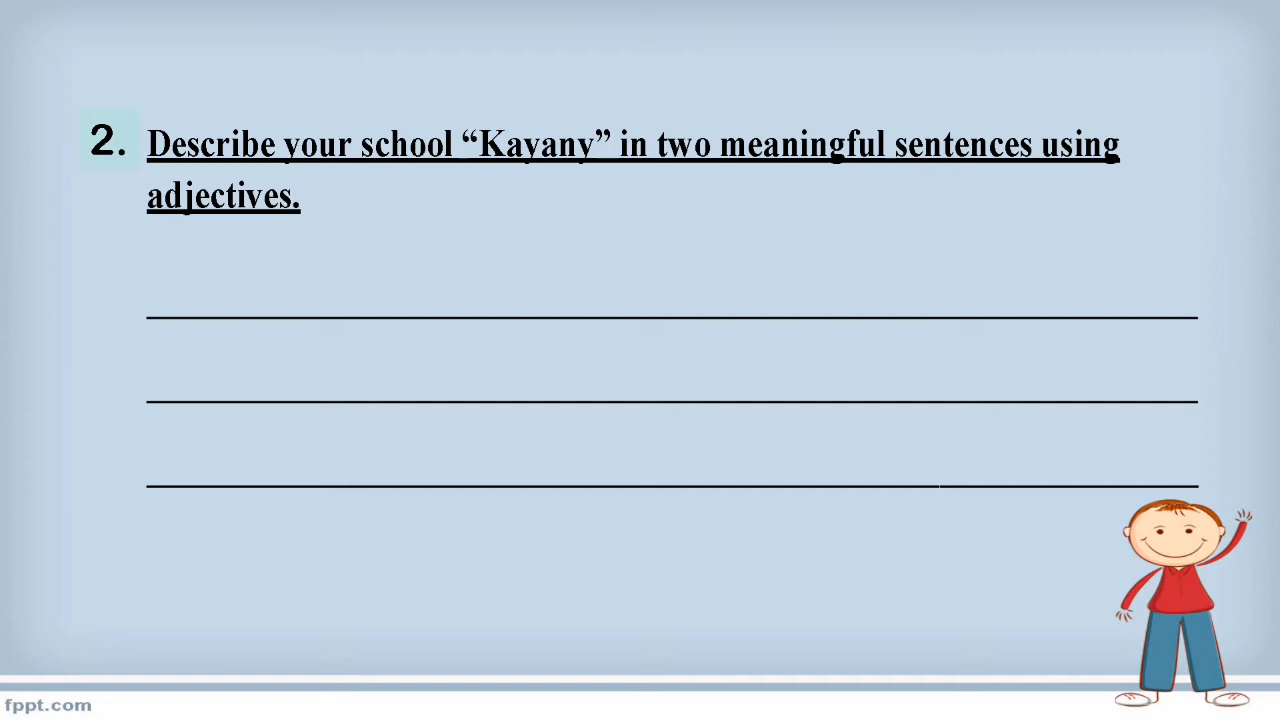 2. Describe your school “Kayany” in two meaningful sentences using
adjectives.
fppt.com